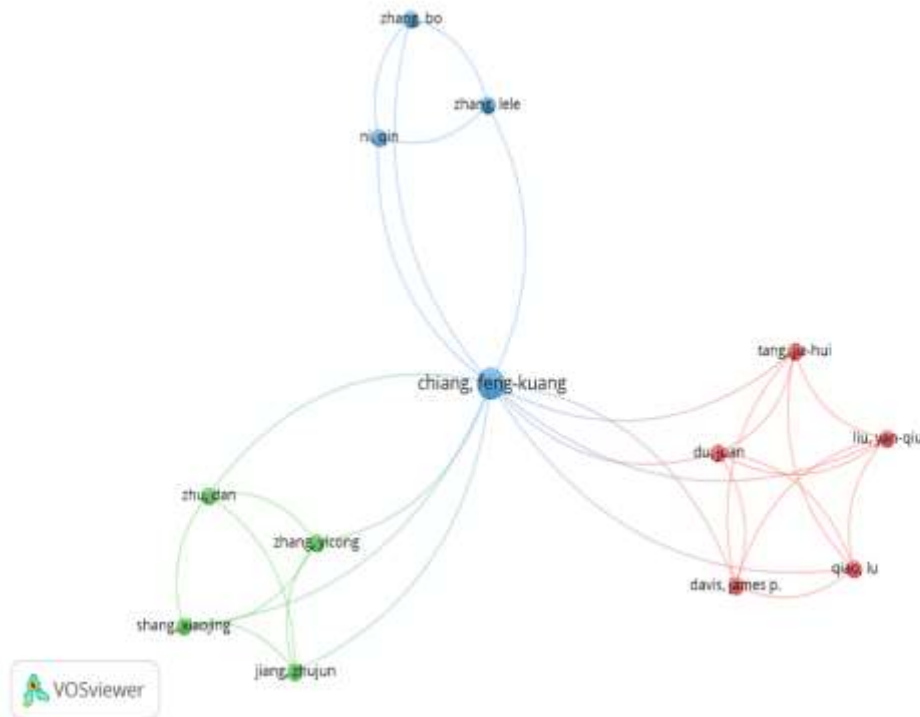 zhang, bo
zhang, lele
ni, qin
tang, jie-hui
chiang, feng-kuang
liu, yan-qiu
du, juan
zhu, dan
zhang, yicong
qiao, lu
davis, james p.
shang, xiaojing
jiang, zhujun
VOSviewer